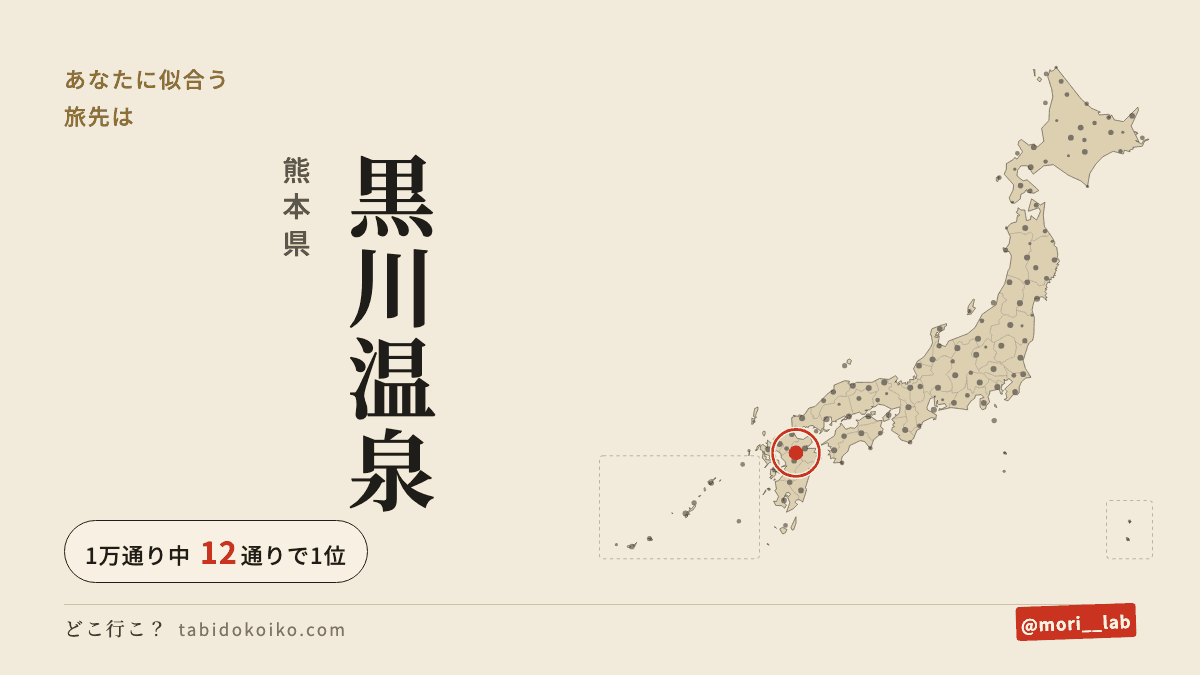 あなたに似合う
旅先は
黒川温泉
熊本県
1万通り中 12通りで1位
どこ行こ？ tabidokoiko.com
@mori__lab